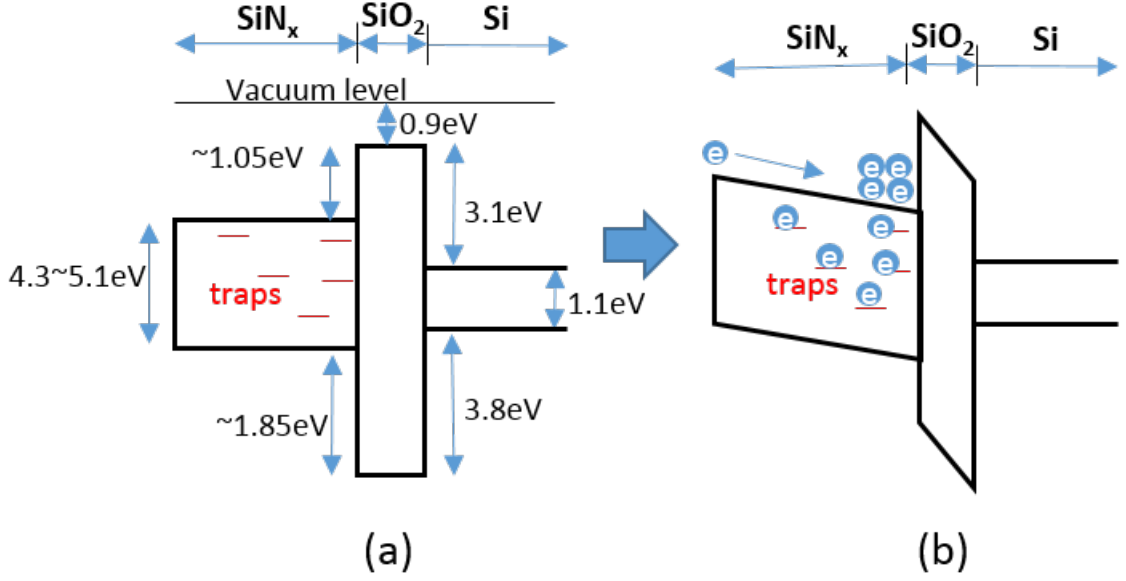 SiNx SiO2 Si
Vacuum level
0.9eV
~1.05eV
3.1eV
4.3~5.1eV
traps
1.1eV
~1.85eV
3.8eV
(a)
SiNx SiO2 Si
e
e e
e e
e
e
e
e
traps
e
(b)